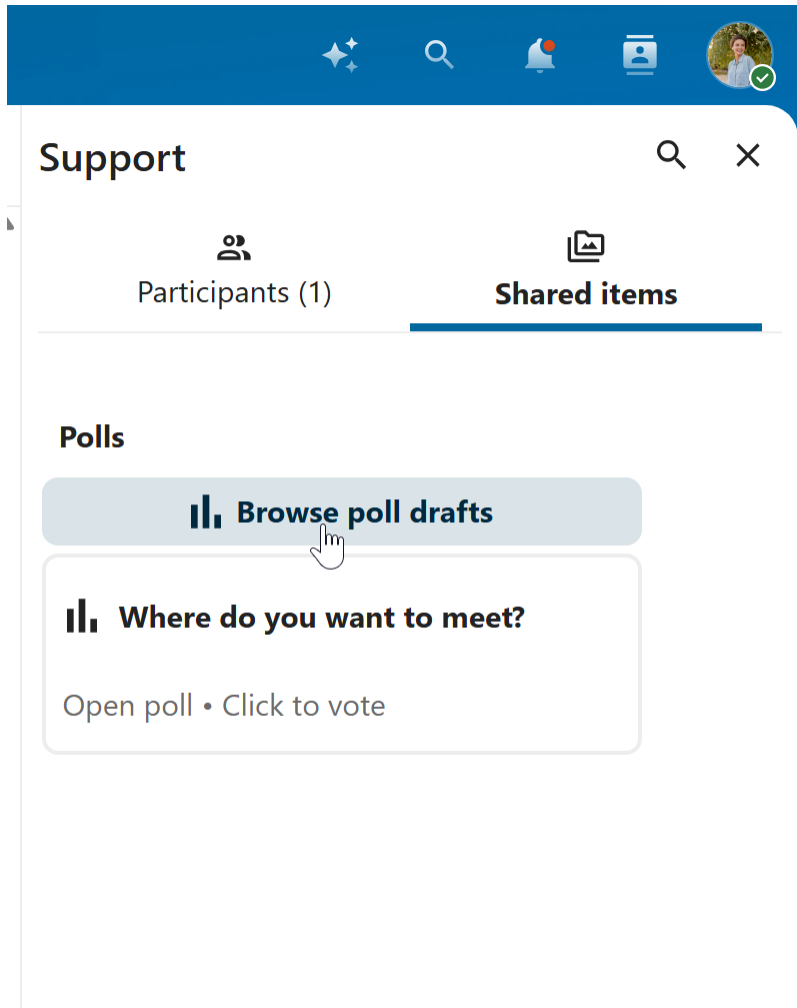 Support
Participants (1)
Shared items
Polls
Browse poll drafts
Where do you want to meet?
Open poll • Click to vote